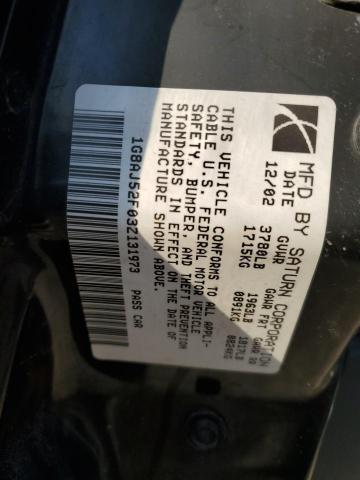 MFD BY SATURN CORPORATION
DATE GVWR GAWR FRT GAWR RR
12/02 3780LB 1963LB 1817LB
1715KG 0891KG 0824KG
THIS VEHICLE CONFORMS TO ALL APPLI-
CABLE U.S. FEDERAL MOTOR VEHICLE
SAFETY, BUMPER, AND THEFT PREVENTION
STANDARDS IN EFFECT ON THE DATE OF
MANUFACTURE SHOWN ABOVE.
1G8AJ52F03Z131973 PASS CAR